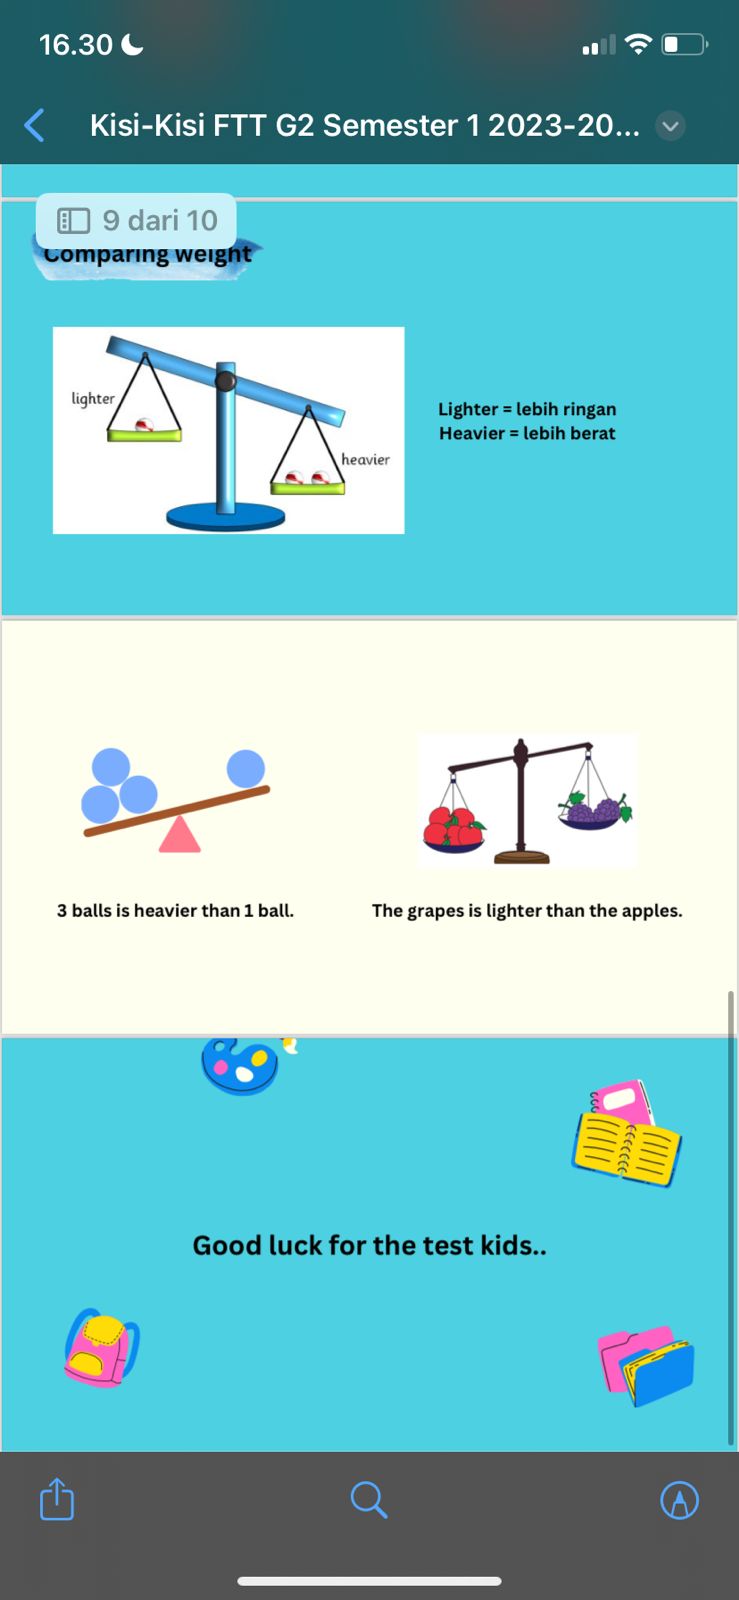 16.30
Kisi-Kisi FTT G2 Semester 1 2023-20...
9 dari 10
Comparing weight
lighter
heavier
Lighter = lebih ringan
Heavier = lebih berat
3 balls is heavier than 1 ball.
The grapes is lighter than the apples.
Good luck for the test kids..